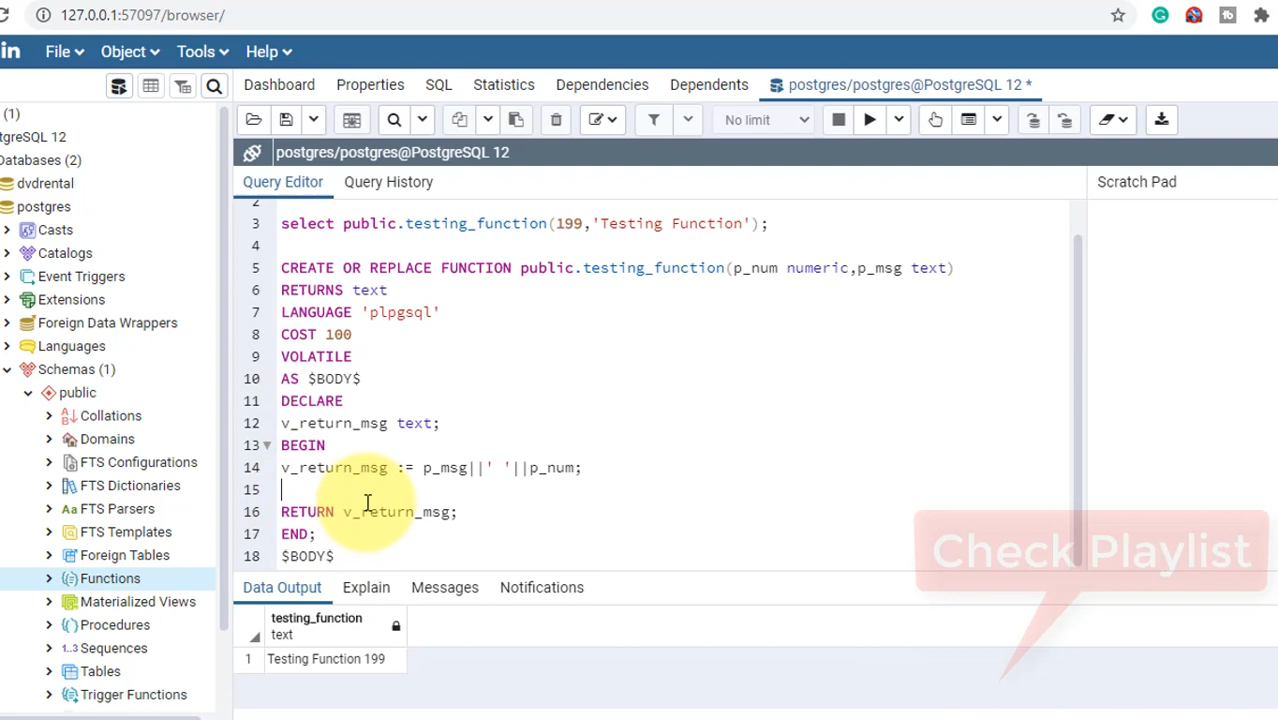 127.0.0.1:57097/browser/
in File Object Tools Help
Dashboard Properties SQL Statistics Dependencies Dependents postgres/postgres@PostgreSQL 12 *
No limit
postgres/postgres@PostgreSQL 12
Query Editor Query History Scratch Pad
(1)
tgreSQL 12
Databases (2)
dvdrental
postgres
Casts
Catalogs
Event Triggers
Extensions
Foreign Data Wrappers
Languages
Schemas (1)
public
Collations
Domains
FTS Configurations
FTS Dictionaries
FTS Parsers
FTS Templates
Foreign Tables
Functions
Materialized Views
Procedures
1..3 Sequences
Tables
Trigger Functions
2
3 select public.testing_function(199,'Testing Function');
4
5 CREATE OR REPLACE FUNCTION public.testing_function(p_num numeric,p_msg text)
6 RETURNS text
7 LANGUAGE 'plpgsql'
8 COST 100
9 VOLATILE
10 AS $BODY$
11 DECLARE
12 v_return_msg text;
13 BEGIN
14 v_return_msg := p_msg||' '||p_num;
15
16 RETURN v_return_msg;
17 END;
18 $BODY$
Check Playlist
Data Output Explain Messages Notifications
testing_function
text
1 Testing Function 199